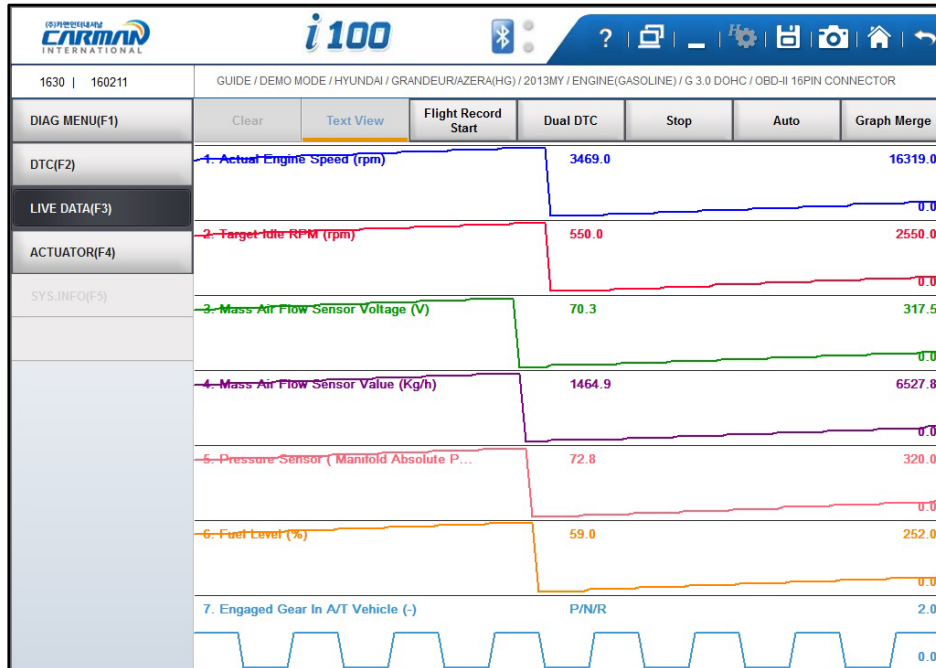 (주)카맨인터내셔날
CARMAN
INTERNATIONAL
i100
?
1630 | 160211
GUIDE / DEMO MODE / HYUNDAI / GRANDEUR/AZERA(HG) / 2013MY / ENGINE(GASOLINE) / G 3.0 DOHC / OBD-II 16PIN CONNECTOR
DIAG MENU(F1)
DTC(F2)
LIVE DATA(F3)
ACTUATOR(F4)
SYS.INFO(F5)
Clear
Text View
Flight Record
Start
Dual DTC
Stop
Auto
Graph Merge
1. Actual Engine Speed (rpm) 3469.0 16319.0
0.0
2. Target Idle RPM (rpm) 550.0 2550.0
0.0
3. Mass Air Flow Sensor Voltage (V) 70.3 317.5
0.0
4. Mass Air Flow Sensor Value (Kg/h) 1464.9 6527.8
0.0
5. Pressure Sensor ( Manifold Absolute P... 72.8 320.0
0.0
6. Fuel Level (%) 59.0 252.0
0.0
7. Engaged Gear In A/T Vehicle (-) P/N/R 2.0
0.0